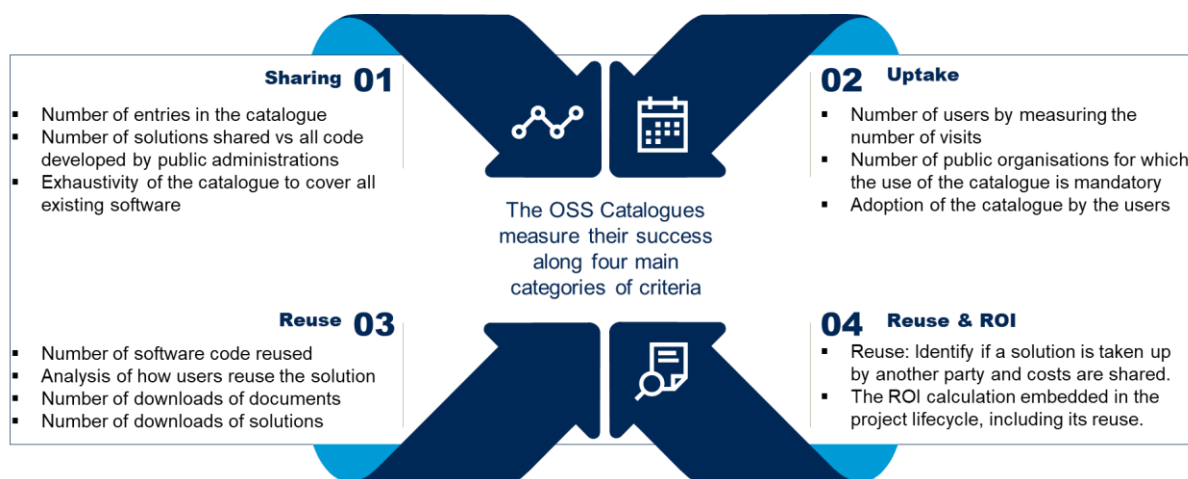 Sharing 01
▪ Number of entries in the catalogue
▪ Number of solutions shared vs all code
developed by public administrations
▪ Exhaustivity of the catalogue to cover all
existing software
02 Uptake
▪ Number of users by measuring the
number of visits
▪ Number of public organisations for which
the use of the catalogue is mandatory
▪ Adoption of the catalogue by the users
The OSS Catalogues
measure their success
along four main
categories of criteria
Reuse 03
▪ Number of software code reused
▪ Analysis of how users reuse the solution
▪ Number of downloads of documents
▪ Number of downloads of solutions
04 Reuse & ROI
▪ Reuse: Identify if a solution is taken up
by another party and costs are shared.
▪ The ROI calculation embedded in the
project lifecycle, including its reuse.